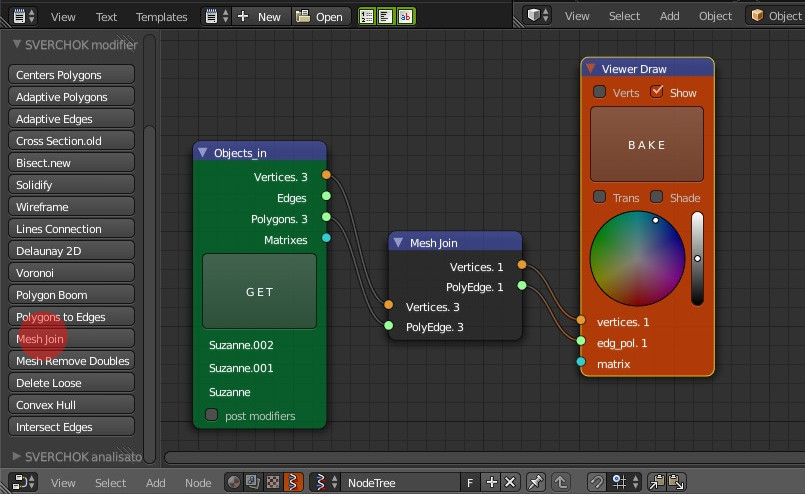 View Text Templates + New Open ab View Select Add Object Object
SVERCHOK modifier
Centers Polygons
Adaptive Polygons
Adaptive Edges
Cross Section.old
Bisect.new
Solidify
Wireframe
Lines Connection
Delaunay 2D
Voronoi
Polygon Boom
Polygons to Edges
Mesh Join
Mesh Remove Doubles
Delete Loose
Convex Hull
Intersect Edges
SVERCHOK analisato
Objects_in
Vertices. 3
Edges
Polygons. 3
Matrixes
GET
Suzanne.002
Suzanne.001
Suzanne
post modifiers
Mesh Join
Vertices. 1
PolyEdge. 1
Vertices. 3
PolyEdge. 3
Viewer Draw
Verts Show
BAKE
Trans Shade
vertices. 1
edg_pol. 1
matrix
View Select Add Node NodeTree F